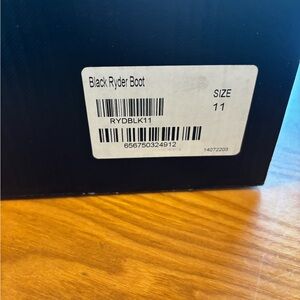 Black Ryder Boot
SIZE
11
RYDBLK11
656750324912
14072203